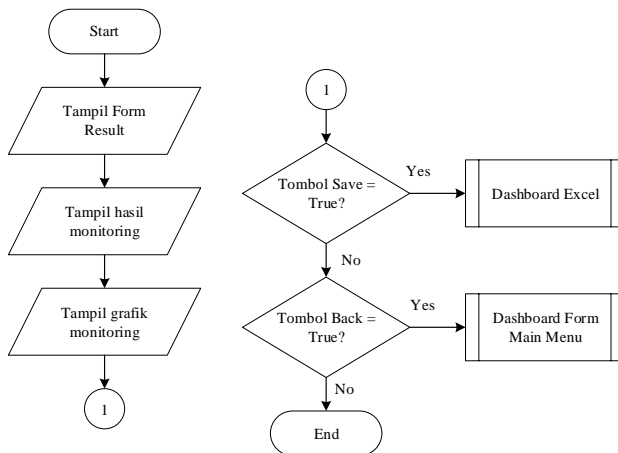 Start
Tampil Form
Result
Tampil hasil
monitoring
Tampil grafik
monitoring
1
1
Tombol Save =
True?
Yes
Dashboard Excel
No
Tombol Back =
True?
Yes
Dashboard Form
Main Menu
No
End